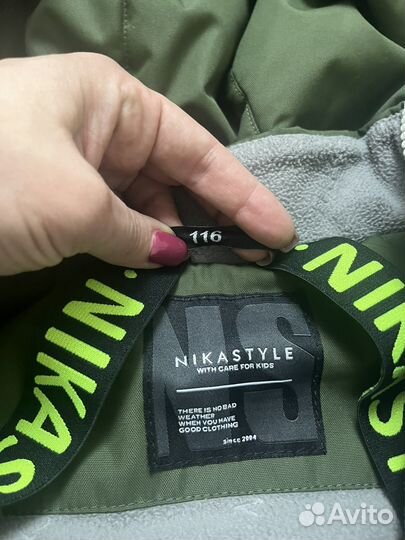 116
NIKAS
NIKAS
NS
NIKASTYLE
WITH CARE FOR KIDS
THERE IS NO BAD
WEATHER
WHEN YOU HAVE
GOOD CLOTHING
since 2004
Avito